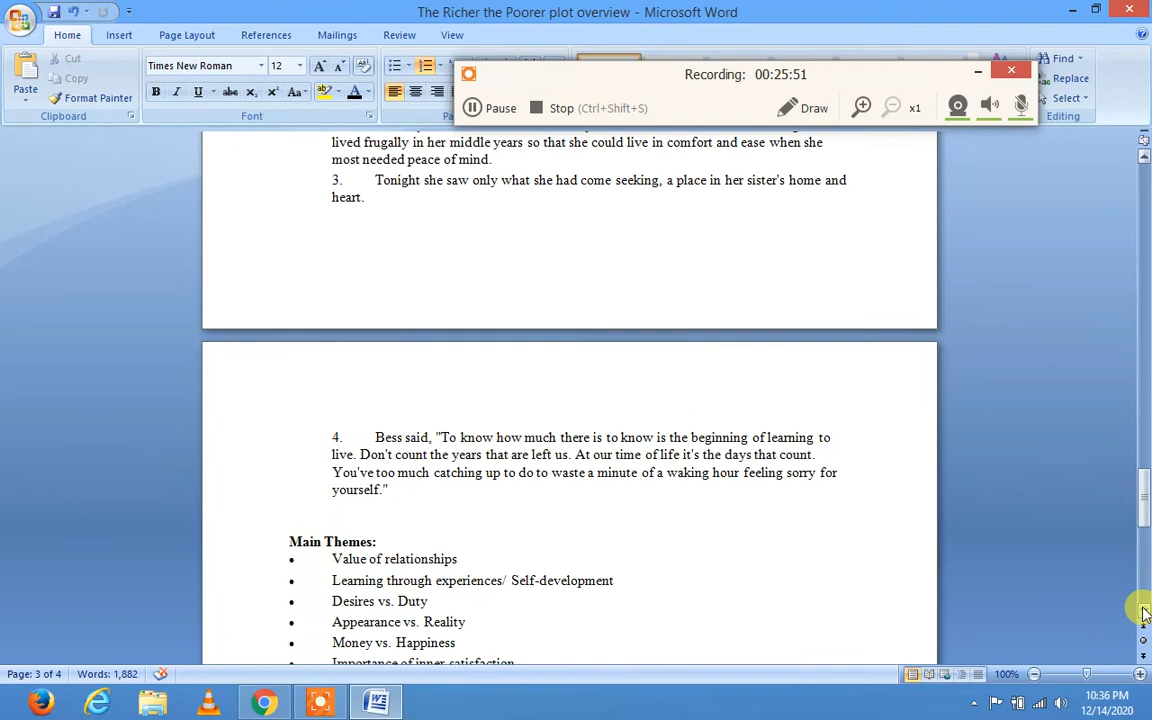 The Richer the Poorer plot overview - Microsoft Word
Home Insert Page Layout References Mailings Review View
Paste
Cut
Copy
Format Painter
Clipboard
Times New Roman 12
Font
Find
Replace
Select
Editing
Recording: 00:25:51
Pause Stop (Ctrl+Shift+S) Draw x1
lived frugally in her middle years so that she could live in comfort and ease when she
most needed peace of mind.
3. Tonight she saw only what she had come seeking, a place in her sister's home and
heart.
4. Bess said, "To know how much there is to know is the beginning of learning to
live. Don't count the years that are left us. At our time of life it's the days that count.
You've too much catching up to do to waste a minute of a waking hour feeling sorry for
yourself."
Main Themes:
• Value of relationships
• Learning through experiences/ Self-development
• Desires vs. Duty
• Appearance vs. Reality
• Money vs. Happiness
Importance of inner satisfaction
Page: 3 of 4 Words: 1,882 100%
10:36 PM
12/14/2020